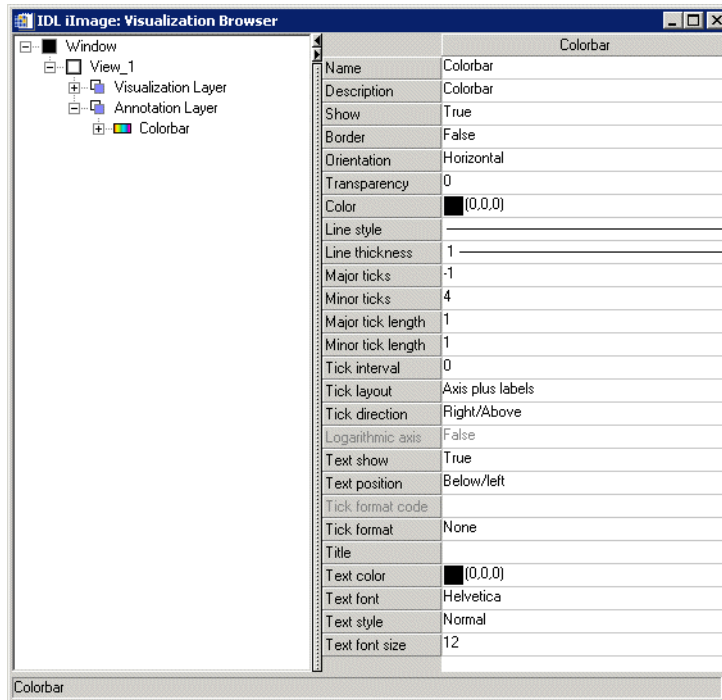 IDL iImage: Visualization Browser
Window
View_1
Visualization Layer
Annotation Layer
Colorbar
Colorbar
Name Colorbar
Description Colorbar
Show True
Border False
Orientation Horizontal
Transparency 0
Color (0,0,0)
Line style
Line thickness 1
Major ticks -1
Minor ticks 4
Major tick length 1
Minor tick length 1
Tick interval 0
Tick layout Axis plus labels
Tick direction Right/Above
Logarithmic axis False
Text show True
Text position Below/left
Tick format code
Tick format None
Title
Text color (0,0,0)
Text font Helvetica
Text style Normal
Text font size 12
Colorbar